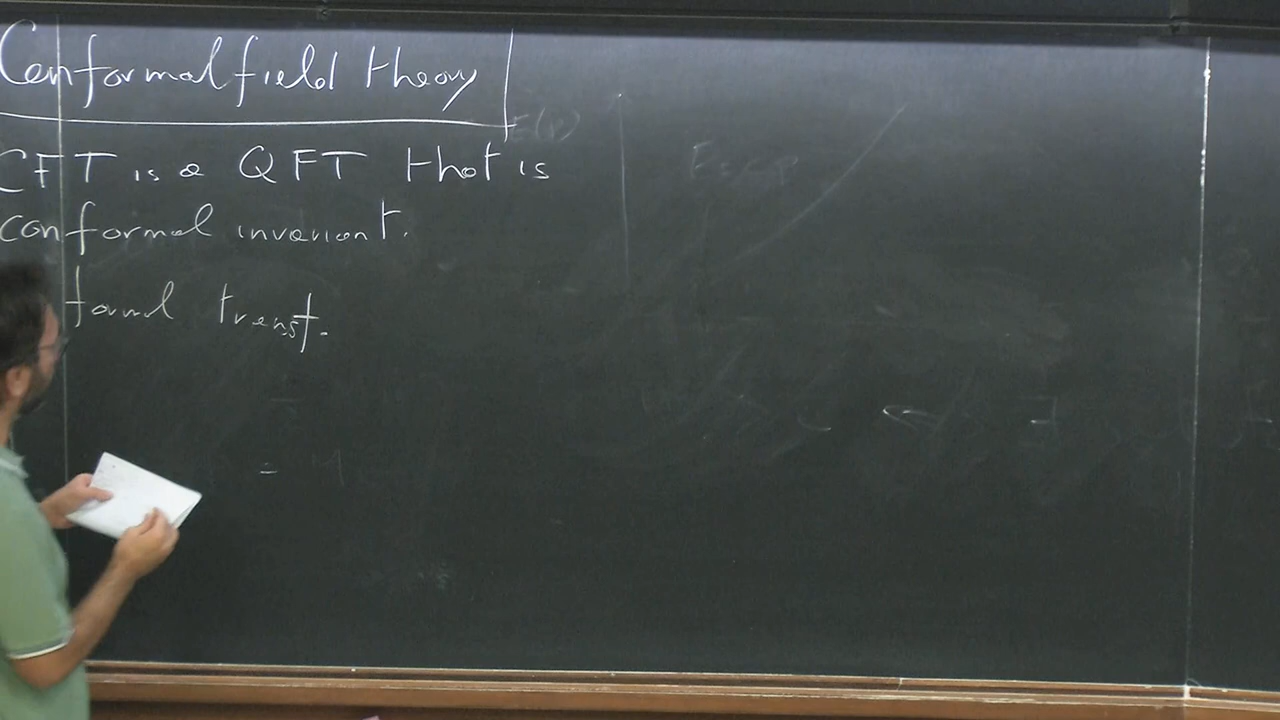 Conformal field theory
CFT is a QFT that is
conformal invariant.
formal transf.